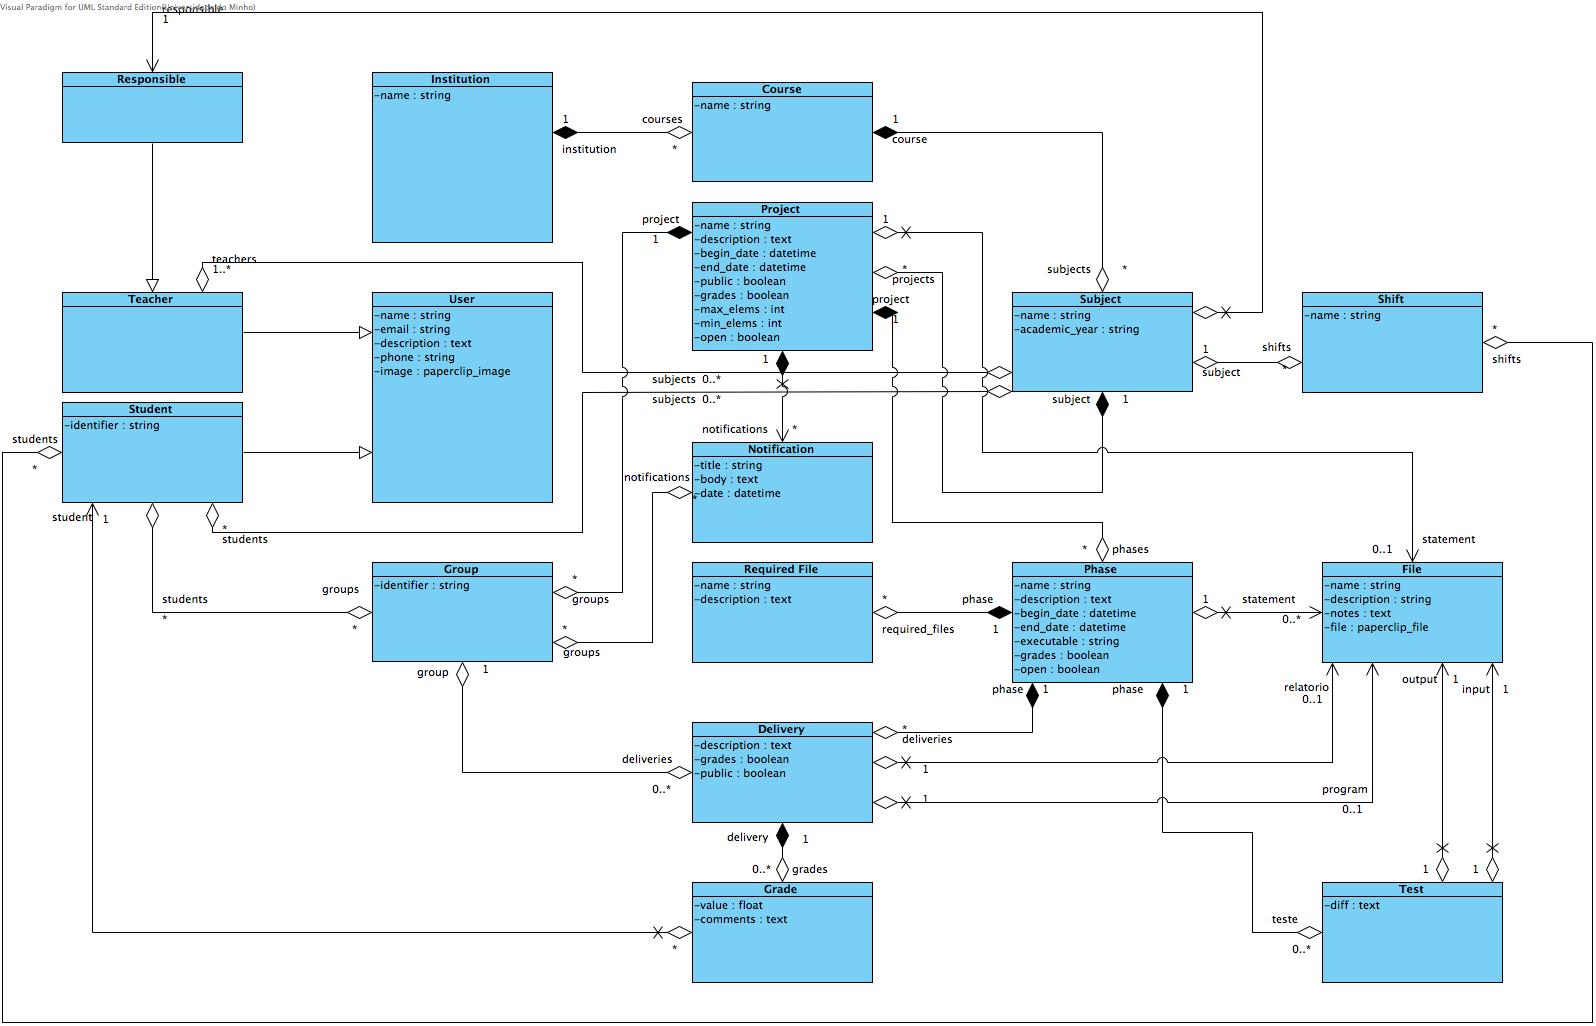 Visual Paradigm for UML Standard Edition(Universidade do Minho)
responsible
1
Responsible
Institution
-name : string
1
institution
courses
*
Course
-name : string
1
course
Project
-name : string
-description : text
-begin_date : datetime
-end_date : datetime
-public : boolean
-grades : boolean
-max_elems : int
-min_elems : int
-open : boolean
project
1
1
*
projects
project
1
1
teachers
1..*
Teacher
User
-name : string
-email : string
-description : text
-phone : string
-image : paperclip_image
subjects
*
Subject
-name : string
-academic_year : string
1
subject
shifts
*
Shift
-name : string
*
shifts
subjects 0..*
subjects 0..*
subject
1
Student
-identifier : string
students
*
student
1
*
students
notifications
*
Notification
-title : string
-body : text
-date : datetime
notifications
*
*
phases
0..1
statement
Group
-identifier : string
*
groups
*
groups
students
*
groups
*
group
1
Required File
-name : string
-description : text
*
required_files
phase
1
Phase
-name : string
-description : text
-begin_date : datetime
-end_date : datetime
-executable : string
-grades : boolean
-open : boolean
1
statement
0..*
File
-name : string
-description : string
-notes : text
-file : paperclip_file
phase
1
phase
1
relatorio
0..1
output
1
input
1
Delivery
-description : text
-grades : boolean
-public : boolean
*
deliveries
1
1
deliveries
0..*
program
0..1
delivery
1
0..*
grades
Grade
-value : float
-comments : text
*
1
1
Test
-diff : text
teste
0..*